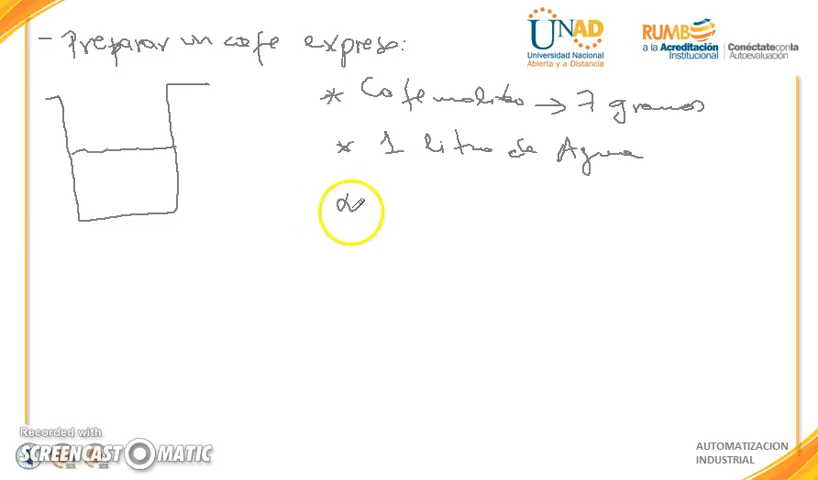 - Preparar un cafe expreso:
* Cafe molido → 7 gramos
* 1 litro de Agua
UNAD
Universidad Nacional
Abierta y a Distancia
RUMBO
a la Acreditación
Institucional
Conéctate con la
Autoevaluación
Recorded with
SCREENCAST-O-MATIC
AUTOMATIZACION
INDUSTRIAL